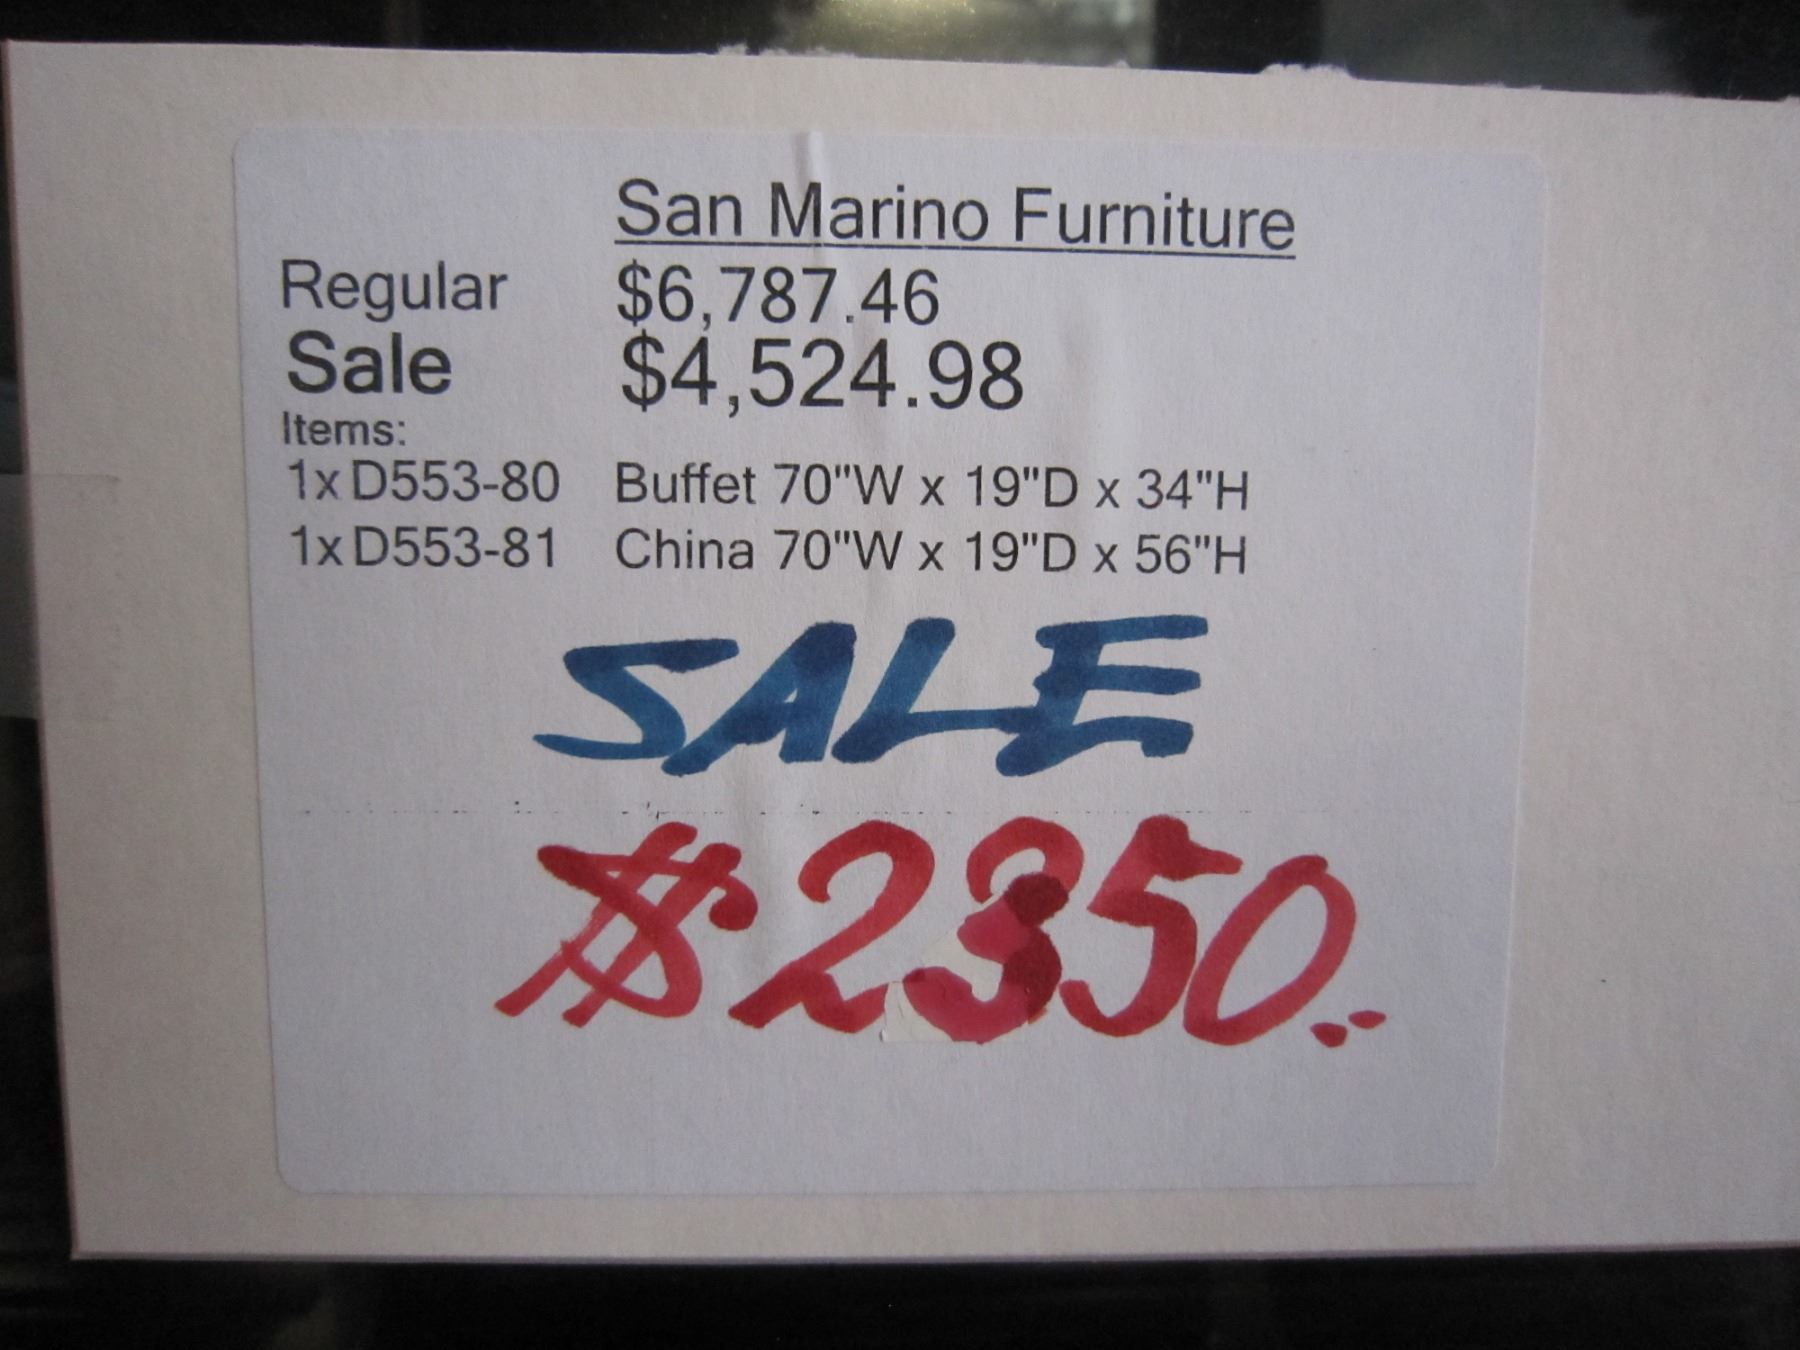 San Marino Furniture
Regular $6,787.46
Sale $4,524.98
Items:
1x D553-80 Buffet 70"W x 19"D x 34"H
1x D553-81 China 70"W x 19"D x 56"H
SALE
$2350.--